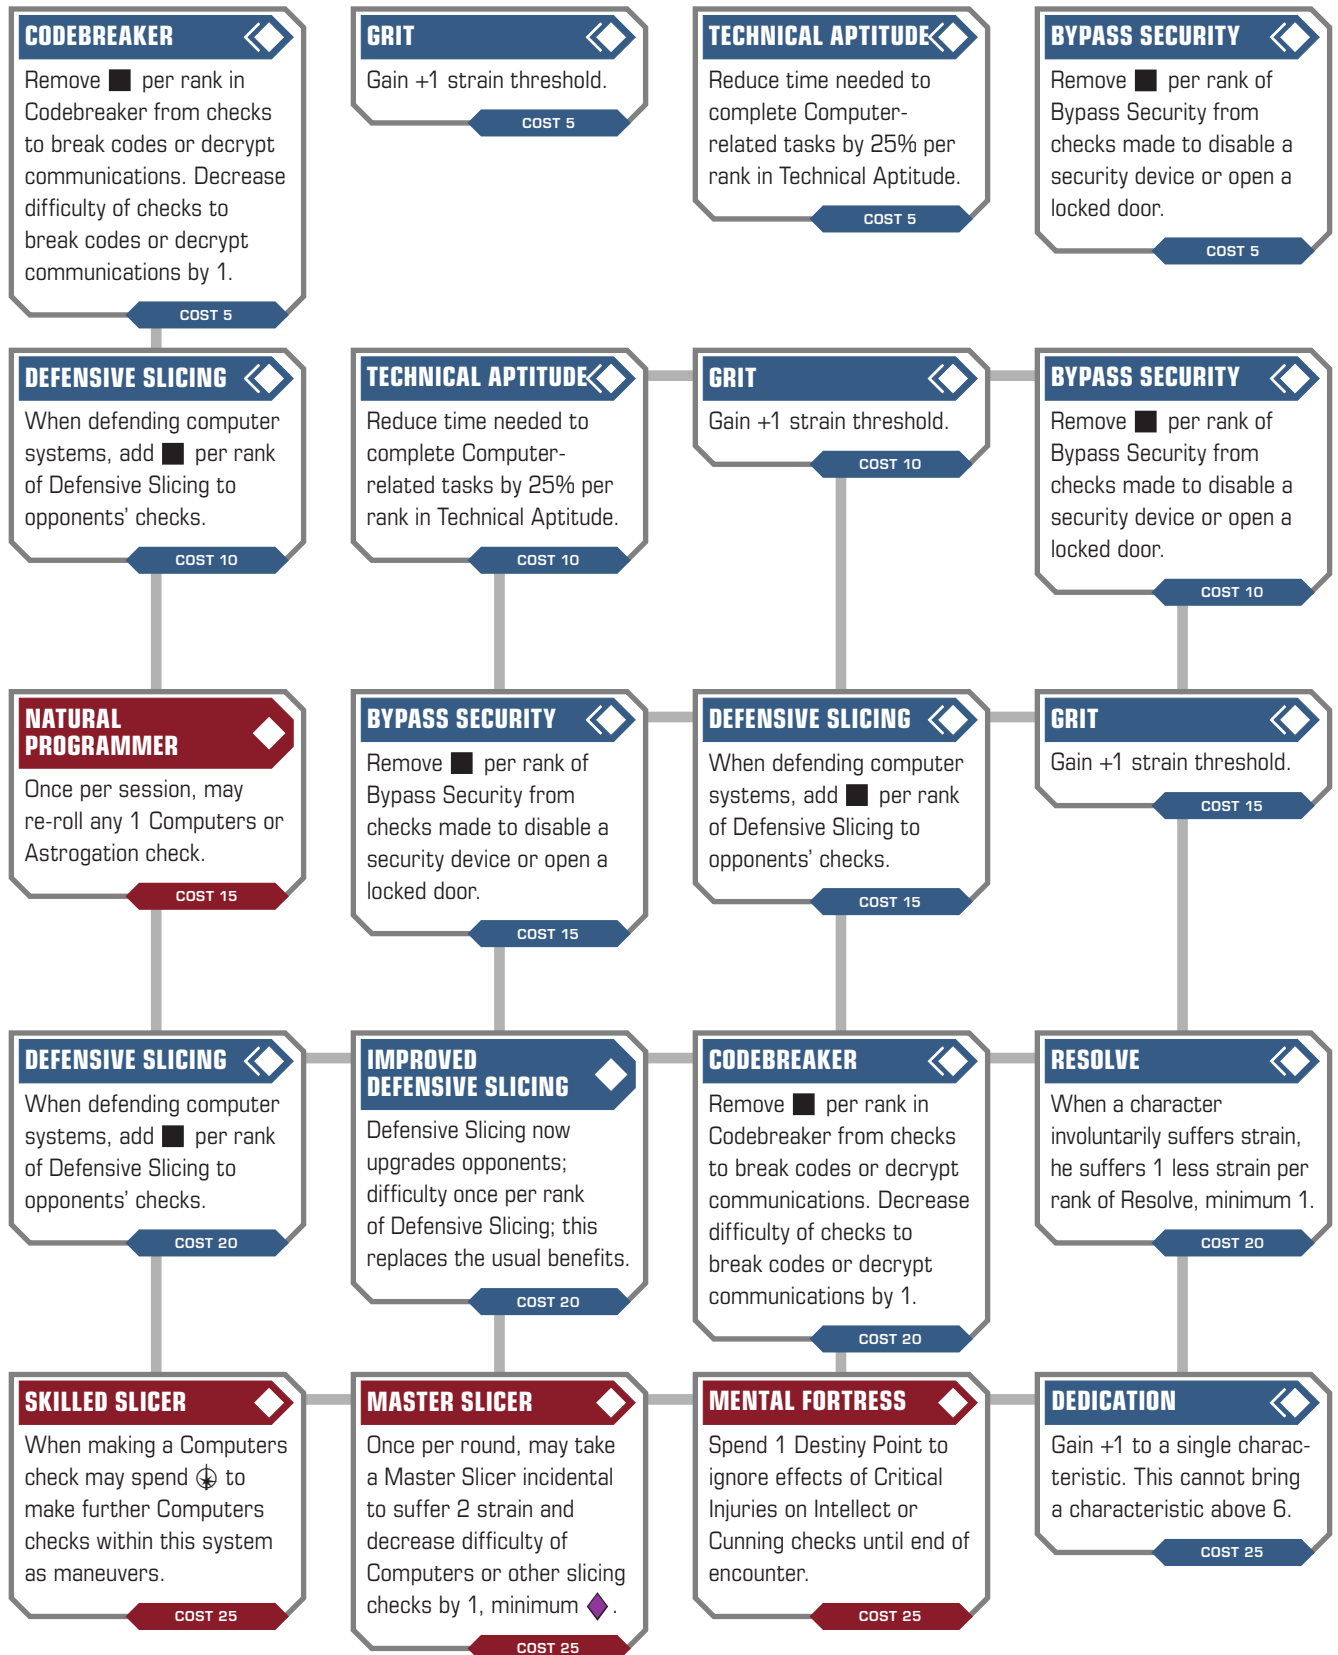 CODEBREAKER
Remove per rank in
Codebreaker from checks
to break codes or decrypt
communications. Decrease
difficulty of checks to
break codes or decrypt
communications by 1.
COST 5
GRIT
Gain +1 strain threshold.
COST 5
TECHNICAL APTITUDE
Reduce time needed to
complete Computer-
related tasks by 25% per
rank in Technical Aptitude.
COST 5
BYPASS SECURITY
Remove per rank of
Bypass Security from
checks made to disable a
security device or open a
locked door.
COST 5
DEFENSIVE SLICING
When defending computer
systems, add per rank
of Defensive Slicing to
opponents' checks.
COST 10
TECHNICAL APTITUDE
Reduce time needed to
complete Computer-
related tasks by 25% per
rank in Technical Aptitude.
COST 10
GRIT
Gain +1 strain threshold.
COST 10
BYPASS SECURITY
Remove per rank of
Bypass Security from
checks made to disable a
security device or open a
locked door.
COST 10
NATURAL
PROGRAMMER
Once per session, may
re-roll any 1 Computers or
Astrogation check.
COST 15
BYPASS SECURITY
Remove per rank of
Bypass Security from
checks made to disable a
security device or open a
locked door.
COST 15
DEFENSIVE SLICING
When defending computer
systems, add per rank
of Defensive Slicing to
opponents' checks.
COST 15
GRIT
Gain +1 strain threshold.
COST 15
DEFENSIVE SLICING
When defending computer
systems, add per rank
of Defensive Slicing to
opponents' checks.
COST 20
IMPROVED
DEFENSIVE SLICING
Defensive Slicing now
upgrades opponents;
difficulty once per rank
of Defensive Slicing; this
replaces the usual benefits.
COST 20
CODEBREAKER
Remove per rank in
Codebreaker from checks
to break codes or decrypt
communications. Decrease
difficulty of checks to
break codes or decrypt
communications by 1.
COST 20
RESOLVE
When a character
involuntarily suffers strain,
he suffers 1 less strain per
rank of Resolve, minimum 1.
COST 20
SKILLED SLICER
When making a Computers
check may spend to
make further Computers
checks within this system
as maneuvers.
COST 25
MASTER SLICER
Once per round, may take
a Master Slicer incidental
to suffer 2 strain and
decrease difficulty of
Computers or other slicing
checks by 1, minimum .
COST 25
MENTAL FORTRESS
Spend 1 Destiny Point to
ignore effects of Critical
Injuries on Intellect or
Cunning checks until end of
encounter.
COST 25
DEDICATION
Gain +1 to a single charac-
teristic. This cannot bring
a characteristic above 6.
COST 25